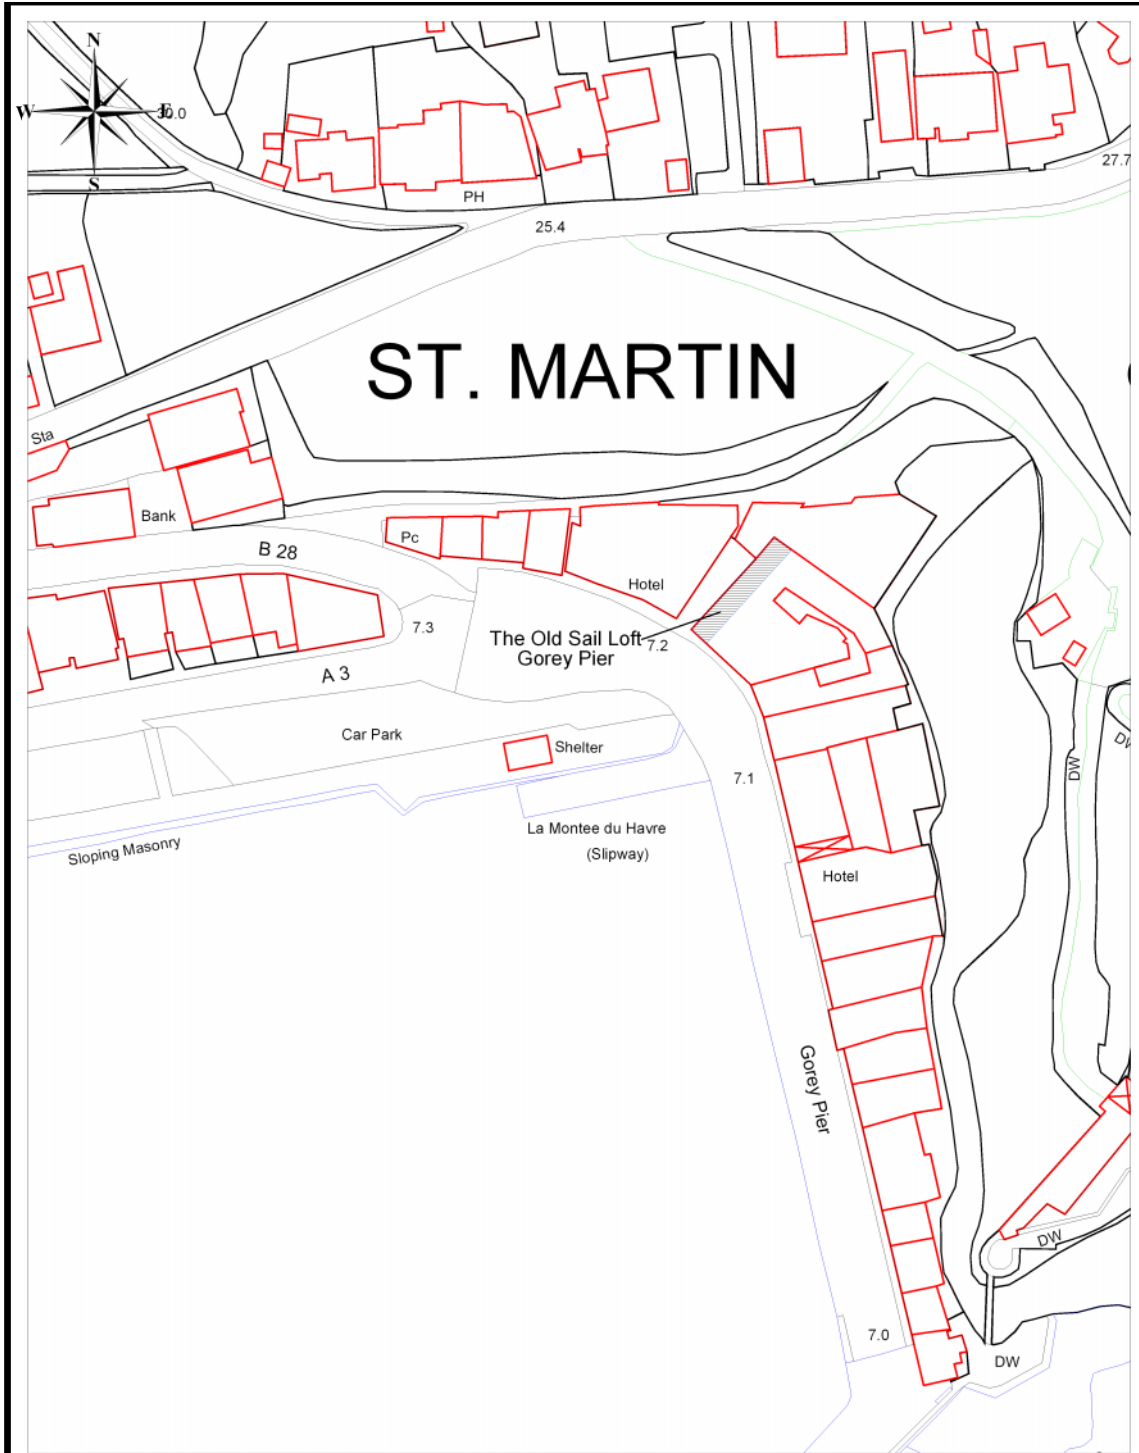 N
W E
30.0
S
27.7
PH
25.4
ST. MARTIN
Sta
Bank
Pc
B 28
Hotel
7.3
The Old Sail Loft
Gorey Pier
7.2
A 3
Car Park
Shelter
DW
DW
7.1
La Montee du Havre
(Slipway)
Sloping Masonry
Hotel
Gorey Pier
DW
7.0
DW